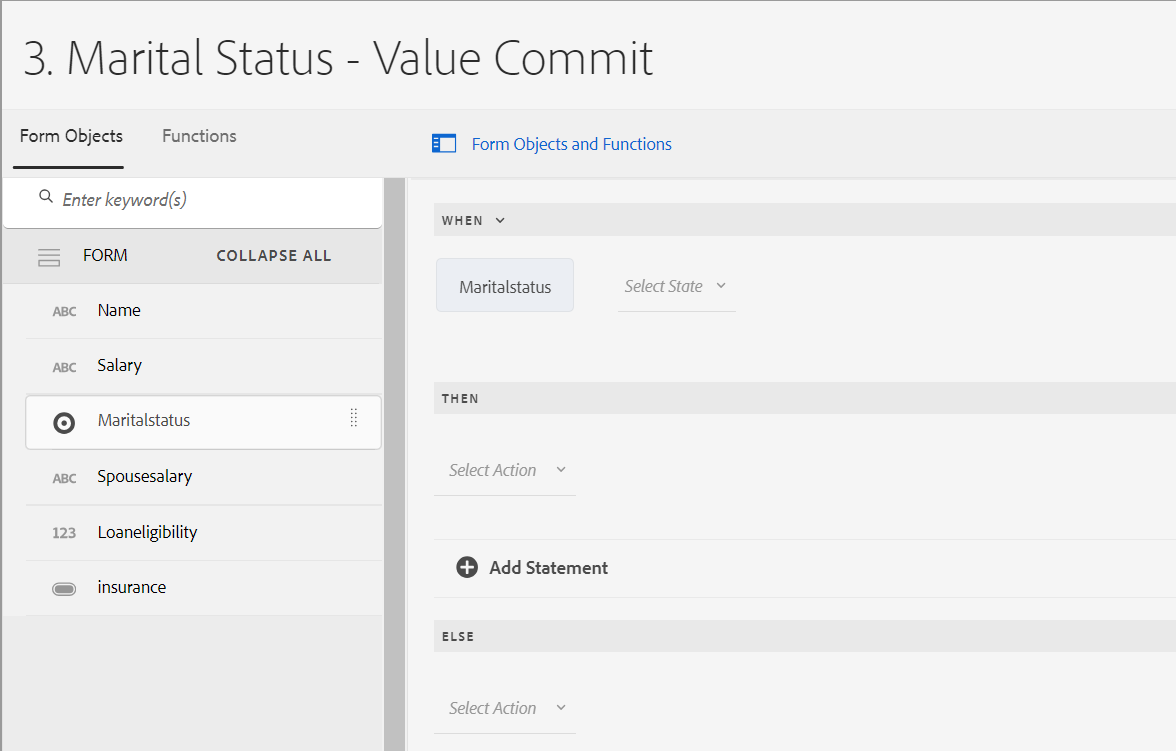 3. Marital Status - Value Commit
Form Objects
Functions
Form Objects and Functions
Enter keyword(s)
FORM
COLLAPSE ALL
ABC Name
ABC Salary
Maritalstatus
ABC Spousesalary
123 Loaneligibility
insurance
WHEN
Maritalstatus
Select State
THEN
Select Action
Add Statement
ELSE
Select Action